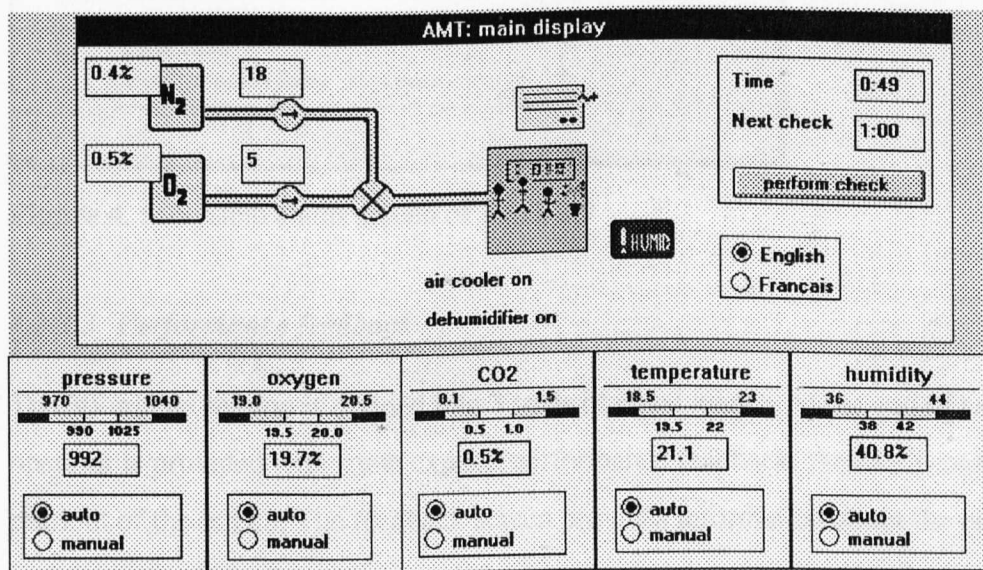 AMT: main display
0.4%
N2
18
0.5%
O2
5
Time
0:49
Next check
1:00
perform check
! HUMID
English
Français
air cooler on
dehumidifier on
pressure
970 1040
990 1025
992
auto
manual
oxygen
19.0 20.5
19.5 20.0
19.7%
auto
manual
CO2
0.1 1.5
0.5 1.0
0.5%
auto
manual
temperature
18.5 23
19.5 22
21.1
auto
manual
humidity
36 44
38 42
40.8%
auto
manual